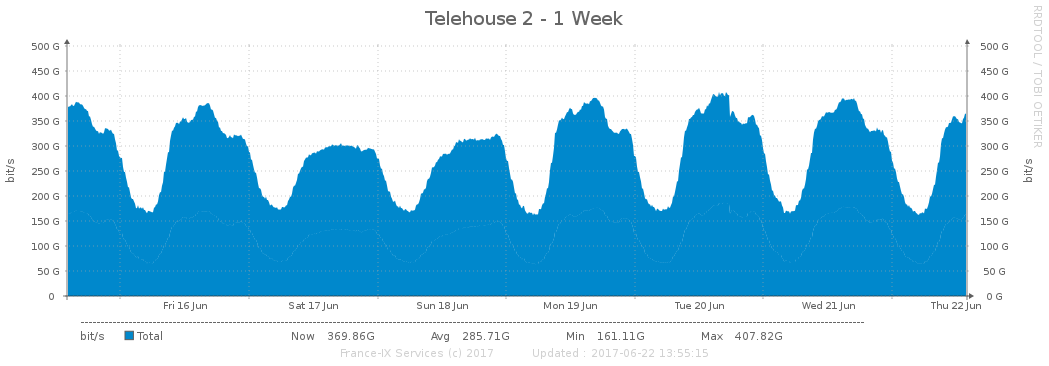 Telehouse 2 - 1 Week
RRDTOOL / TOBI OETIKER
500 G 500 G
450 G 450 G
400 G 400 G
350 G 350 G
300 G 300 G
250 G 250 G
200 G 200 G
150 G 150 G
100 G 100 G
50 G 50 G
0 0 G
bit/s bit/s
Fri 16 Jun Sat 17 Jun Sun 18 Jun Mon 19 Jun Tue 20 Jun Wed 21 Jun Thu 22 Jun
bit/s Total Now 369.86G Avg 285.71G Min 161.11G Max 407.82G
France-IX Services (c) 2017 Updated : 2017-06-22 13:55:15